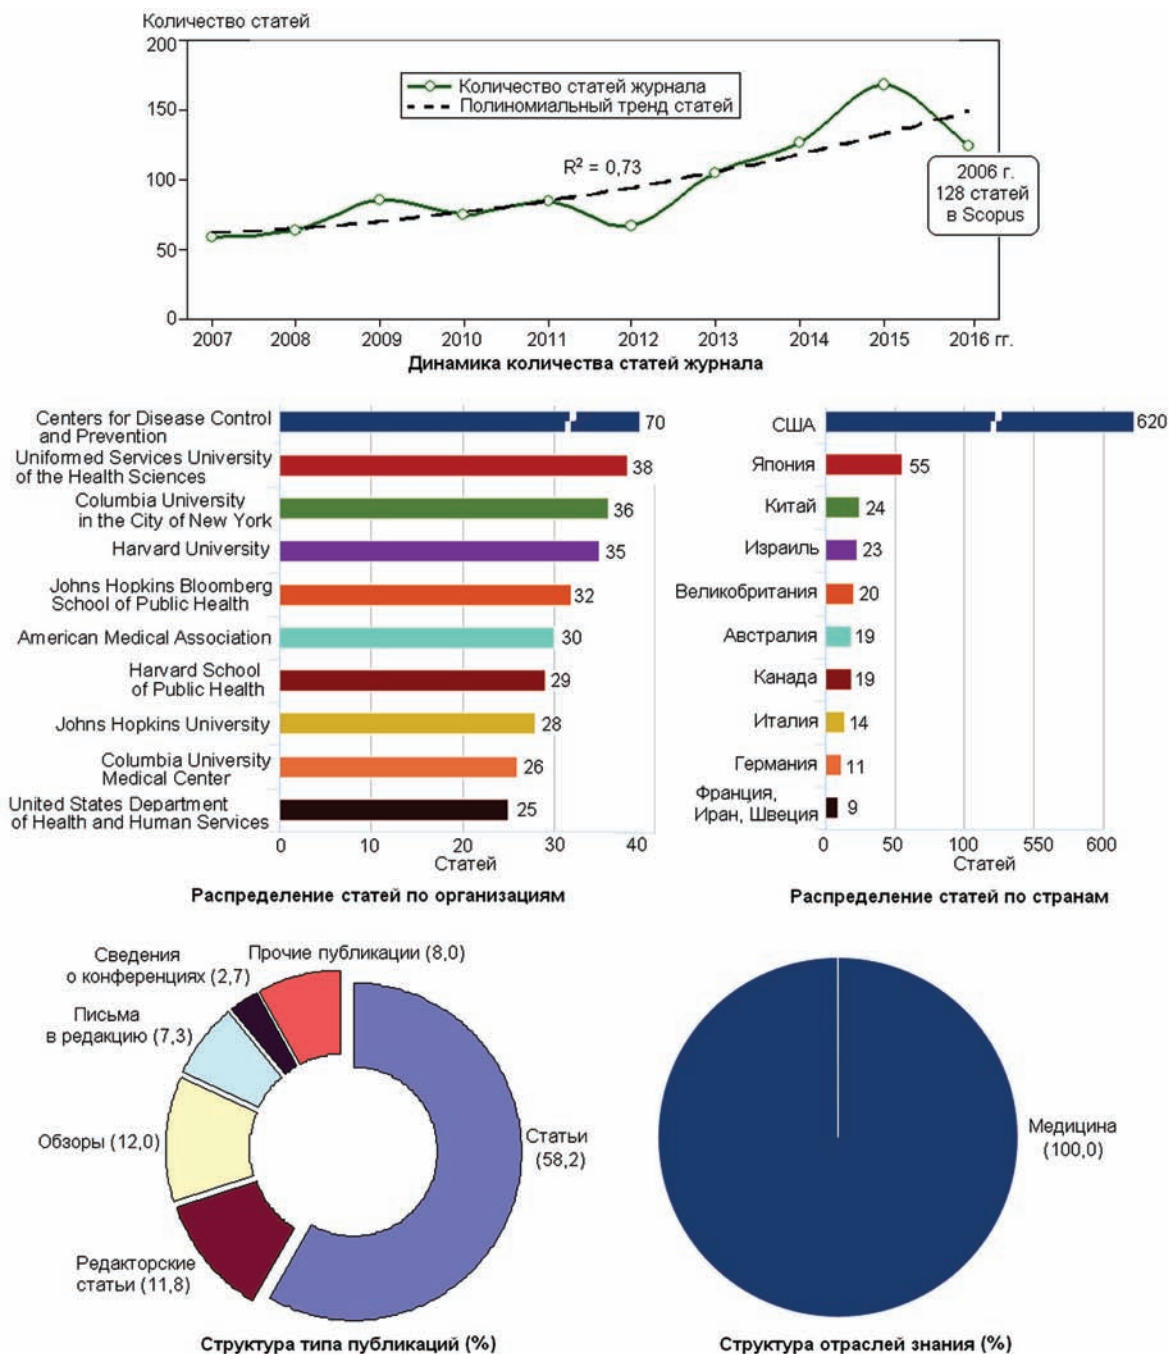 Количество статей
200
150
100
50
0
Количество статей журнала
Полиномиальный тренд статей
R² = 0,73
2006 г.
128 статей
в Scopus
2007 2008 2009 2010 2011 2012 2013 2014 2015 2016 гг.
Динамика количества статей журнала
Centers for Disease Control
and Prevention
70
Uniformed Services University
of the Health Sciences
38
Columbia University
in the City of New York
36
Harvard University
35
Johns Hopkins Bloomberg
School of Public Health
32
American Medical Association
30
Harvard School
of Public Health
29
Johns Hopkins University
28
Columbia University
Medical Center
26
United States Department
of Health and Human Services
25
0 10 20 30 40
Статей
Распределение статей по организациям
США
620
Япония
55
Китай
24
Израиль
23
Великобритания
20
Австралия
19
Канада
19
Италия
14
Германия
11
Франция,
Иран, Швеция
9
0 50 100 550 600
Статей
Распределение статей по странам
Сведения
о конференциях (2,7)
Прочие публикации (8,0)
Письма
в редакцию (7,3)
Обзоры (12,0)
Статьи
(58,2)
Редакторские
статьи (11,8)
Структура типа публикаций (%)
Медицина
(100,0)
Структура отраслей знания (%)